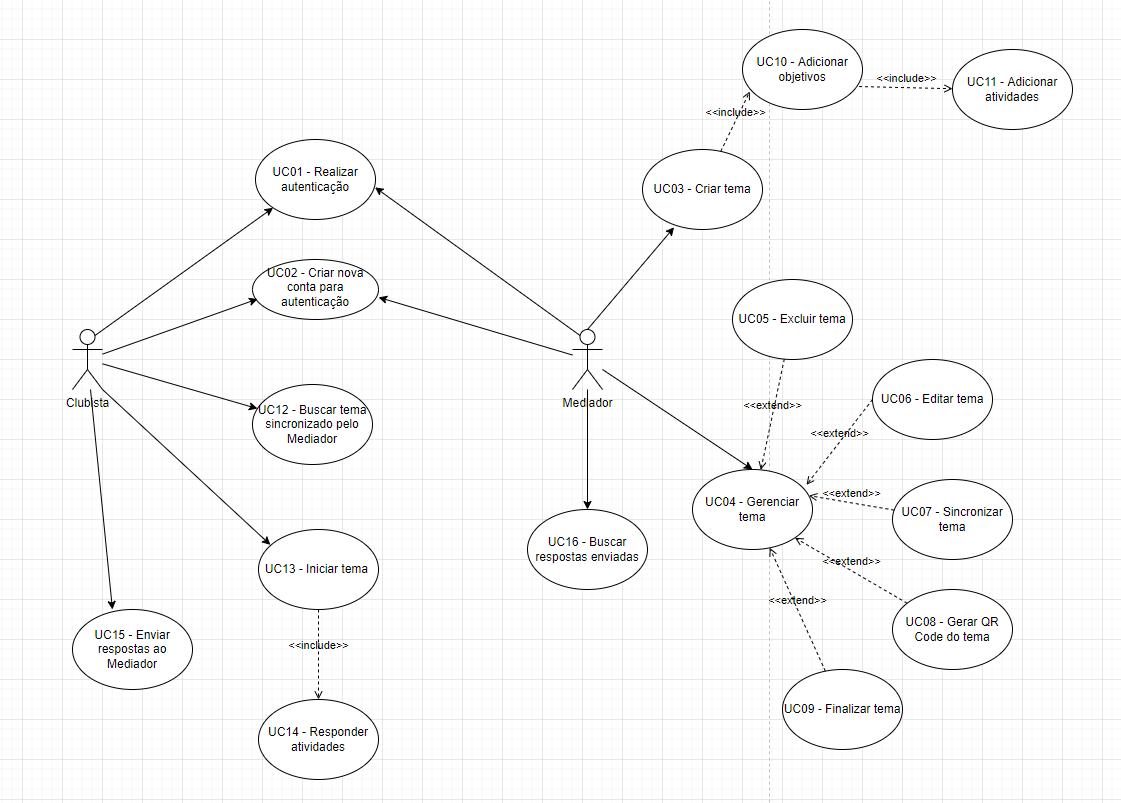 UC10 - Adicionar
objetivos
<<include>>
UC11 - Adicionar
atividades
<<include>>
UC01 - Realizar
autenticação
UC03 - Criar tema
UC02 - Criar nova
conta para
autenticação
UC05 - Excluir tema
Clubista
Mediador
UC12 - Buscar tema
sincronizado pelo
Mediador
<<extend>>
UC06 - Editar tema
<<extend>>
UC04 - Gerenciar
tema
<<extend>>
UC07 - Sincronizar
tema
UC16 - Buscar
respostas enviadas
<<extend>>
UC13 - Iniciar tema
<<extend>>
UC08 - Gerar QR
Code do tema
UC15 - Enviar
respostas ao
Mediador
<<include>>
UC14 - Responder
atividades
UC09 - Finalizar tema